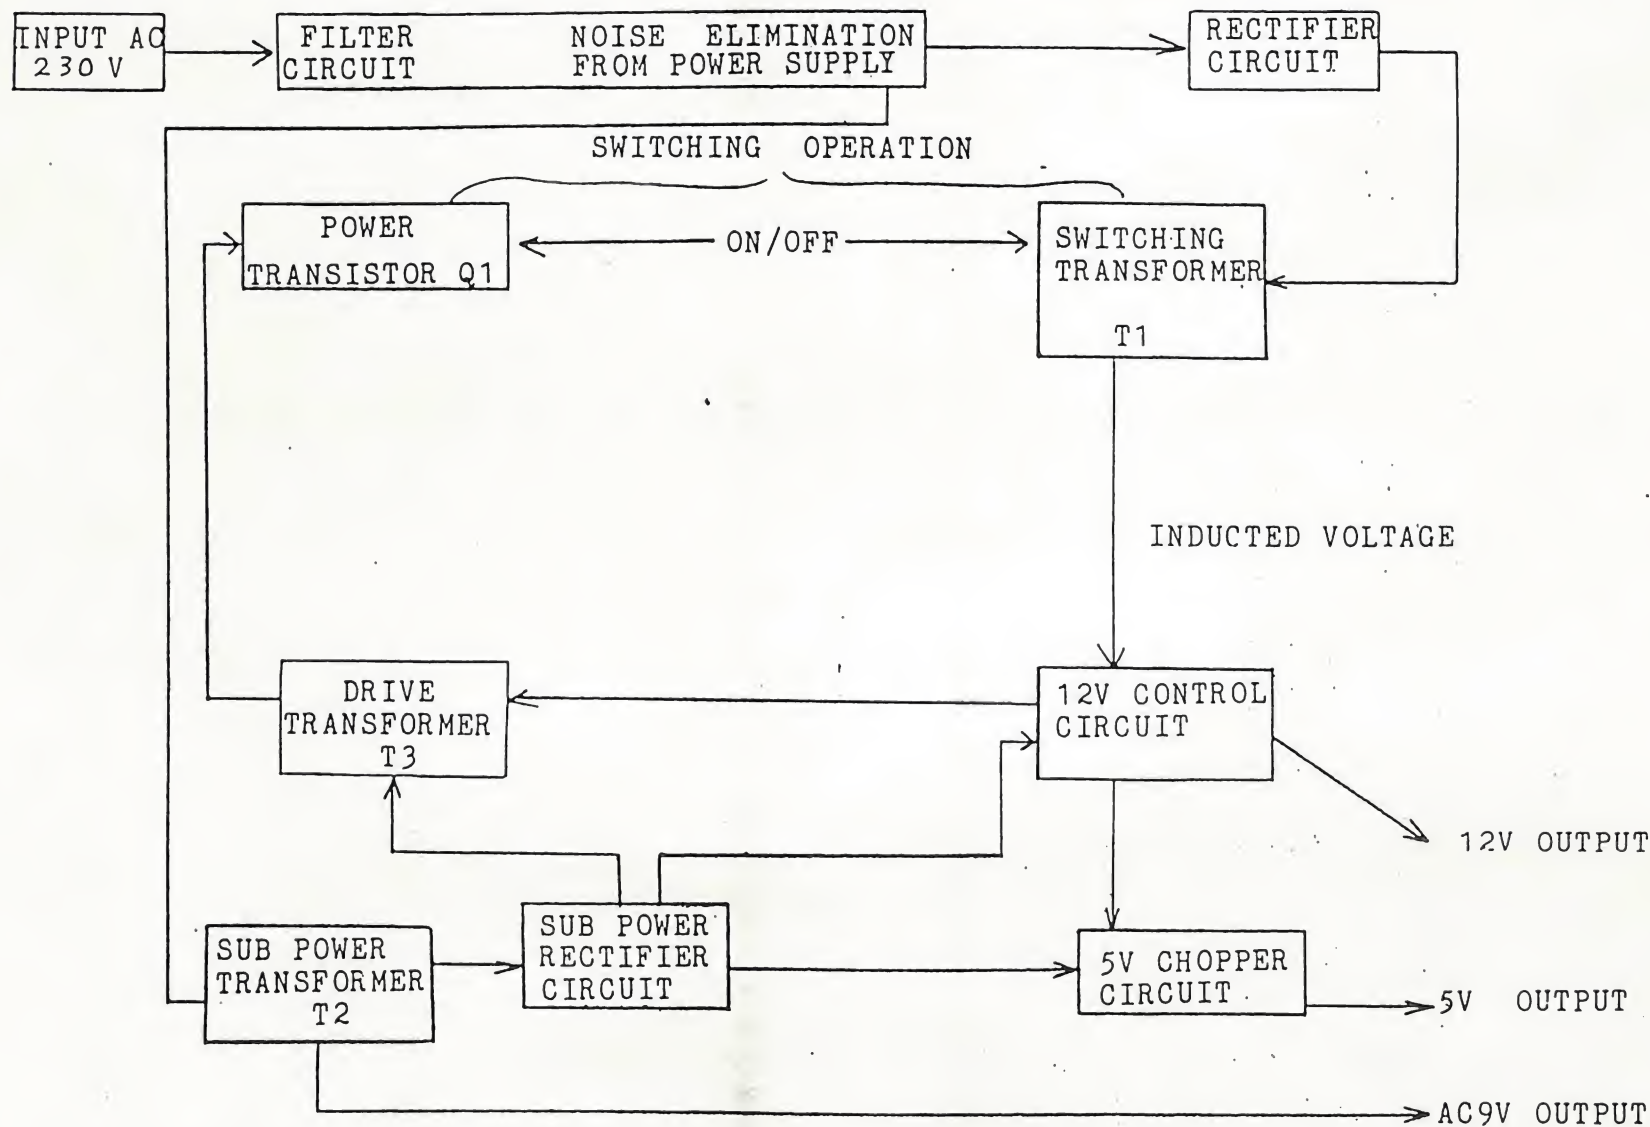 INPUT AC
230 V
FILTER
CIRCUIT
NOISE ELIMINATION
FROM POWER SUPPLY
RECTIFIER
CIRCUIT
SWITCHING OPERATION
POWER
TRANSISTOR Q1
ON/OFF
SWITCHING
TRANSFORMER
T1
INDUCTED VOLTAGE
DRIVE
TRANSFORMER
T3
12V CONTROL
CIRCUIT
12V OUTPUT
SUB POWER
TRANSFORMER
T2
SUB POWER
RECTIFIER
CIRCUIT
5V CHOPPER
CIRCUIT
5V OUTPUT
AC9V OUTPUT